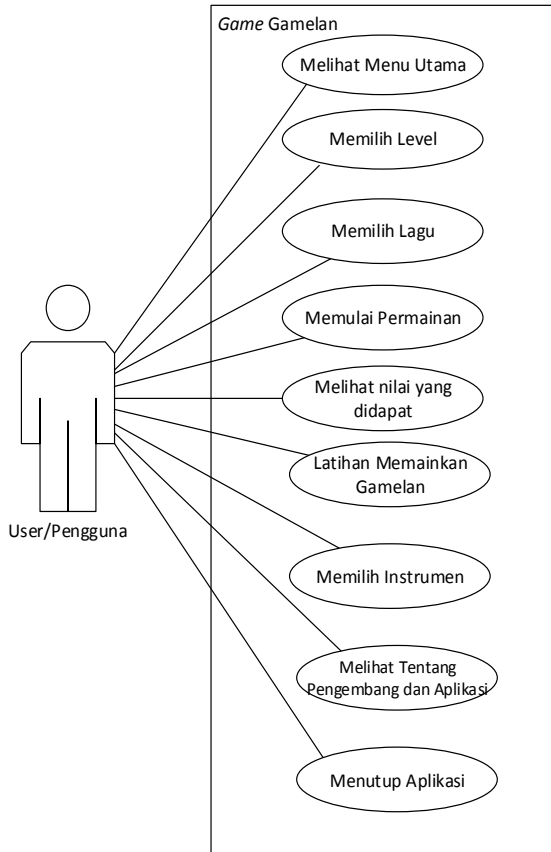 Game Gamelan
Melihat Menu Utama
Memilih Level
Memilih Lagu
Memulai Permainan
Melihat nilai yang
didapat
Latihan Memainkan
Gamelan
User/Pengguna
Memilih Instrumen
Melihat Tentang
Pengembang dan Aplikasi
Menutup Aplikasi